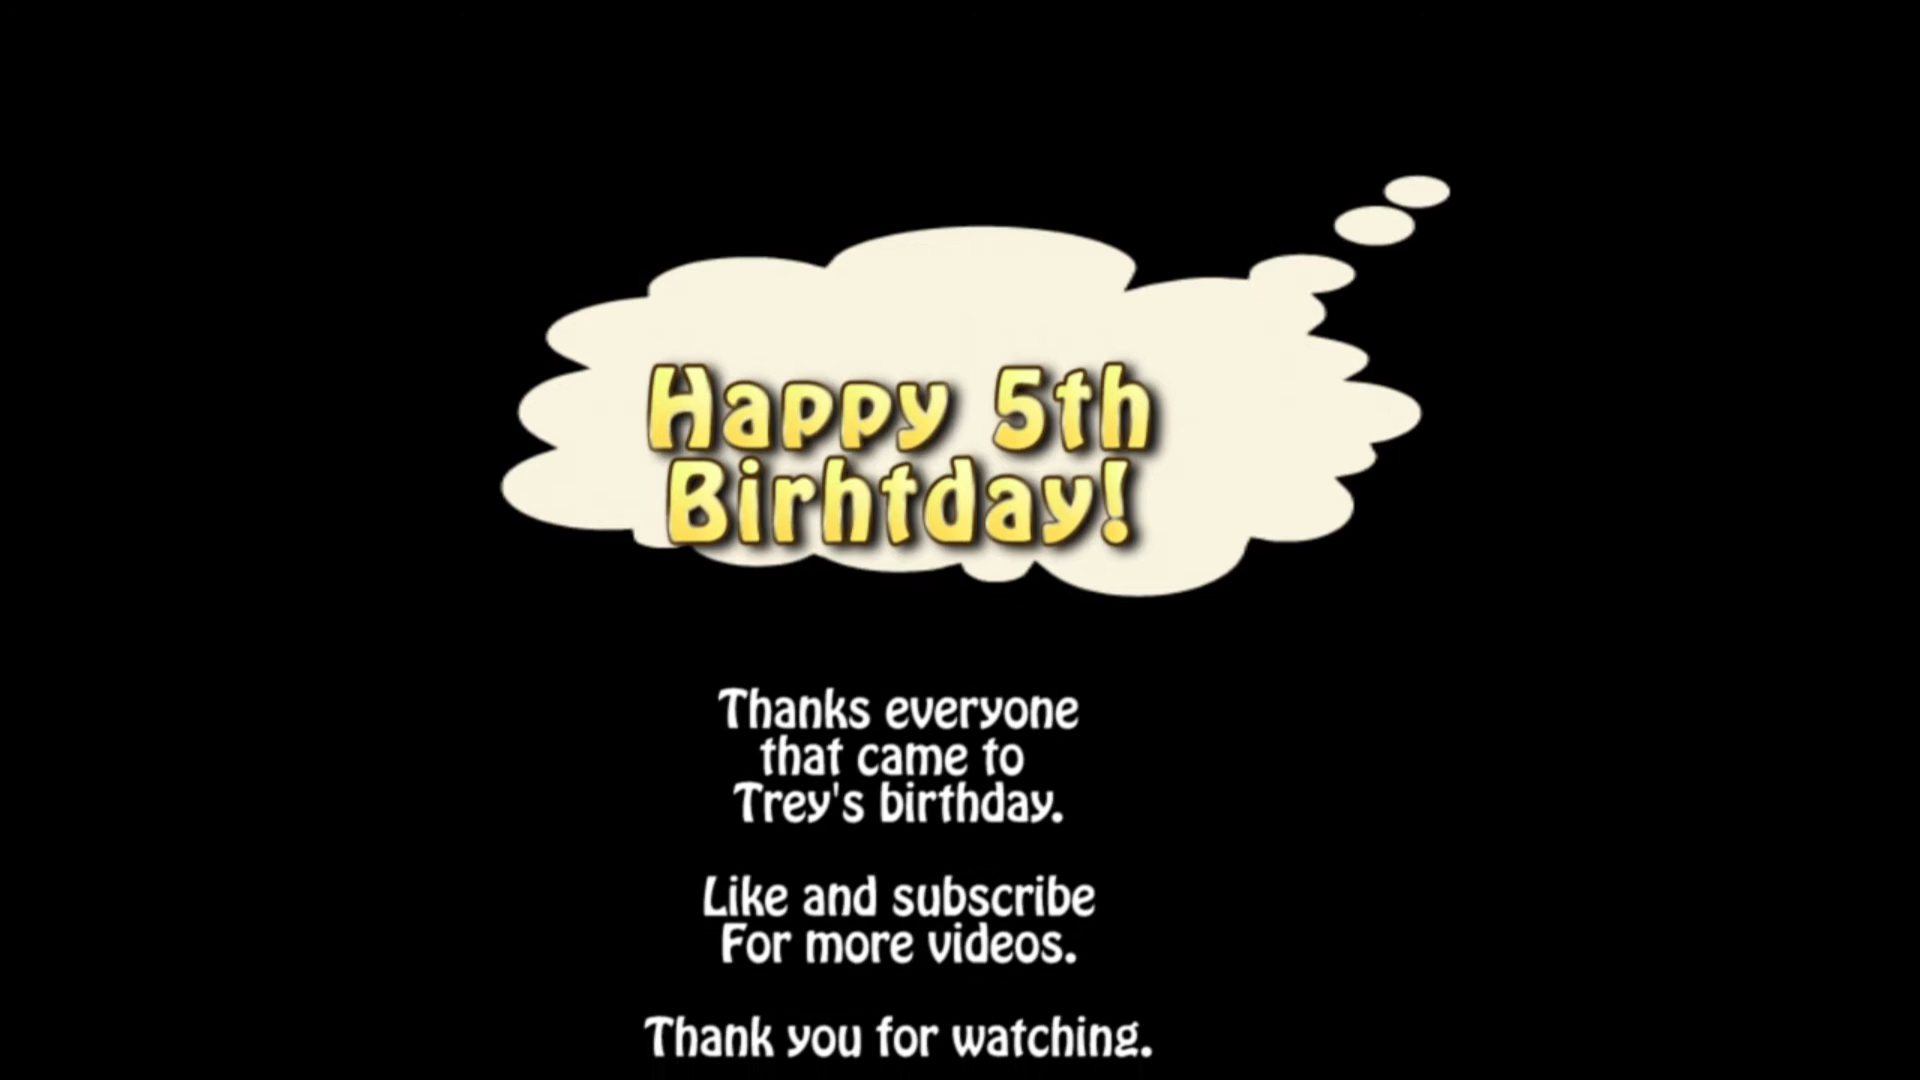 Happy 5th
Birhtday!
Thanks everyone
that came to
Trey's birthday.
Like and subscribe
For more videos.
Thank you for watching.